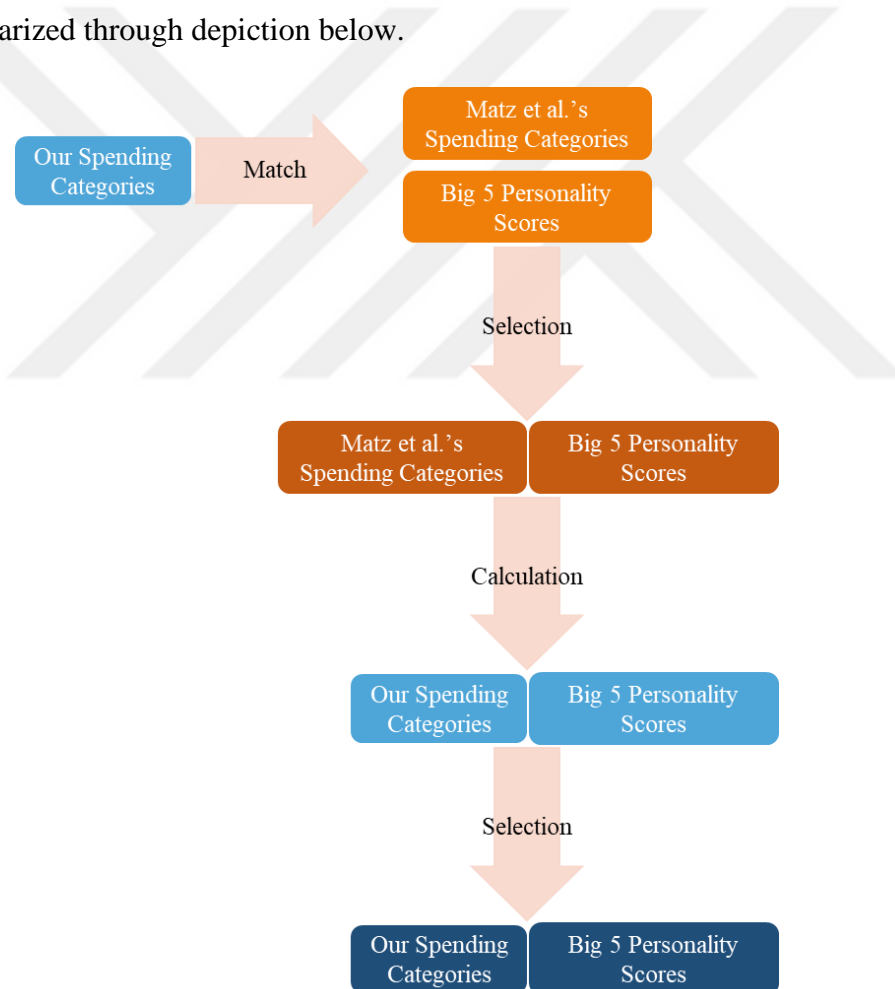 arized through depiction below.
Matz et al.’s
Spending Categories
Our Spending
Categories
Match
Big 5 Personality
Scores
Selection
Matz et al.’s
Spending Categories
Big 5 Personality
Scores
Calculation
Our Spending
Categories
Big 5 Personality
Scores
Selection
Our Spending
Categories
Big 5 Personality
Scores